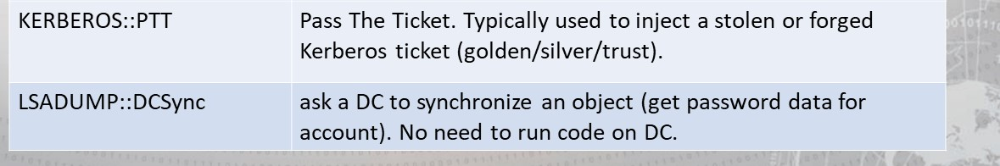 KERBEROS::PTT
Pass The Ticket. Typically used to inject a stolen or forged
Kerberos ticket (golden/silver/trust).
LSADUMP::DCSync
ask a DC to synchronize an object (get password data for
account). No need to run code on DC.